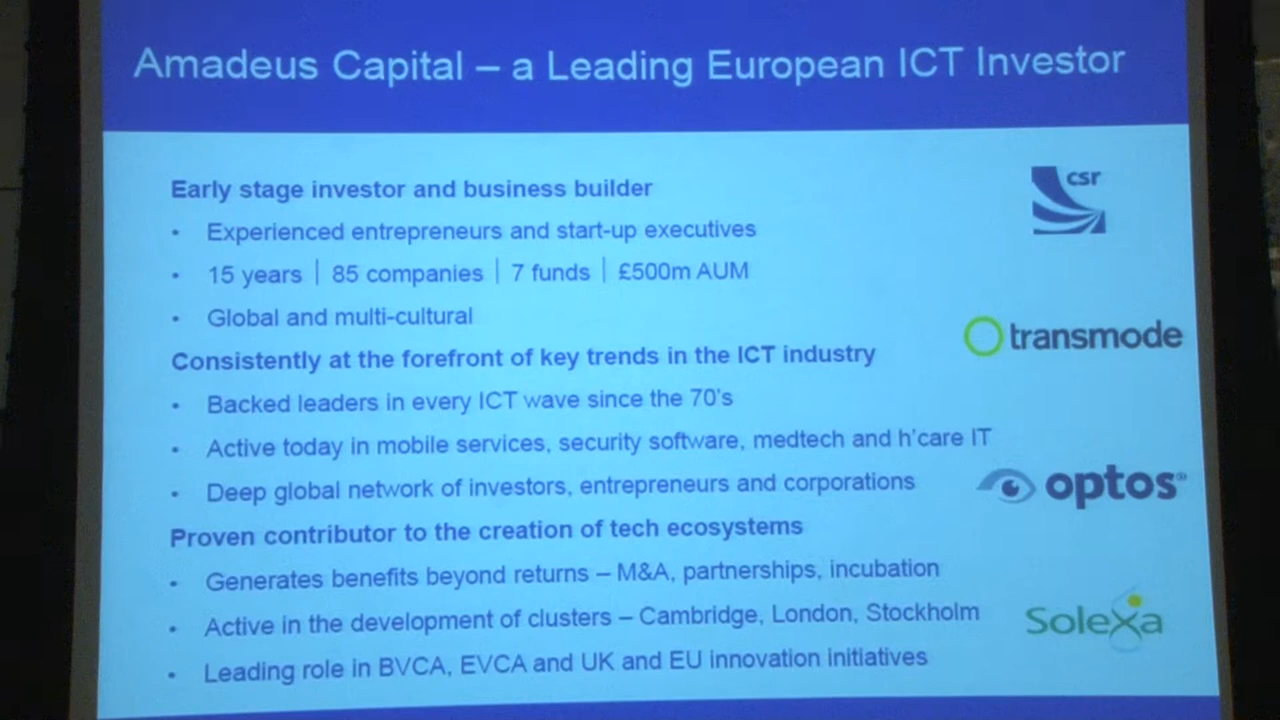 Amadeus Capital – a Leading European ICT Investor
Early stage investor and business builder
• Experienced entrepreneurs and start-up executives
• 15 years | 85 companies | 7 funds | £500m AUM
• Global and multi-cultural
Consistently at the forefront of key trends in the ICT industry
• Backed leaders in every ICT wave since the 70's
• Active today in mobile services, security software, medtech and h'care IT
• Deep global network of investors, entrepreneurs and corporations
Proven contributor to the creation of tech ecosystems
• Generates benefits beyond returns – M&A, partnerships, incubation
• Active in the development of clusters – Cambridge, London, Stockholm
• Leading role in BVCA, EVCA and UK and EU innovation initiatives
csr
transmode
optos®
Solexa